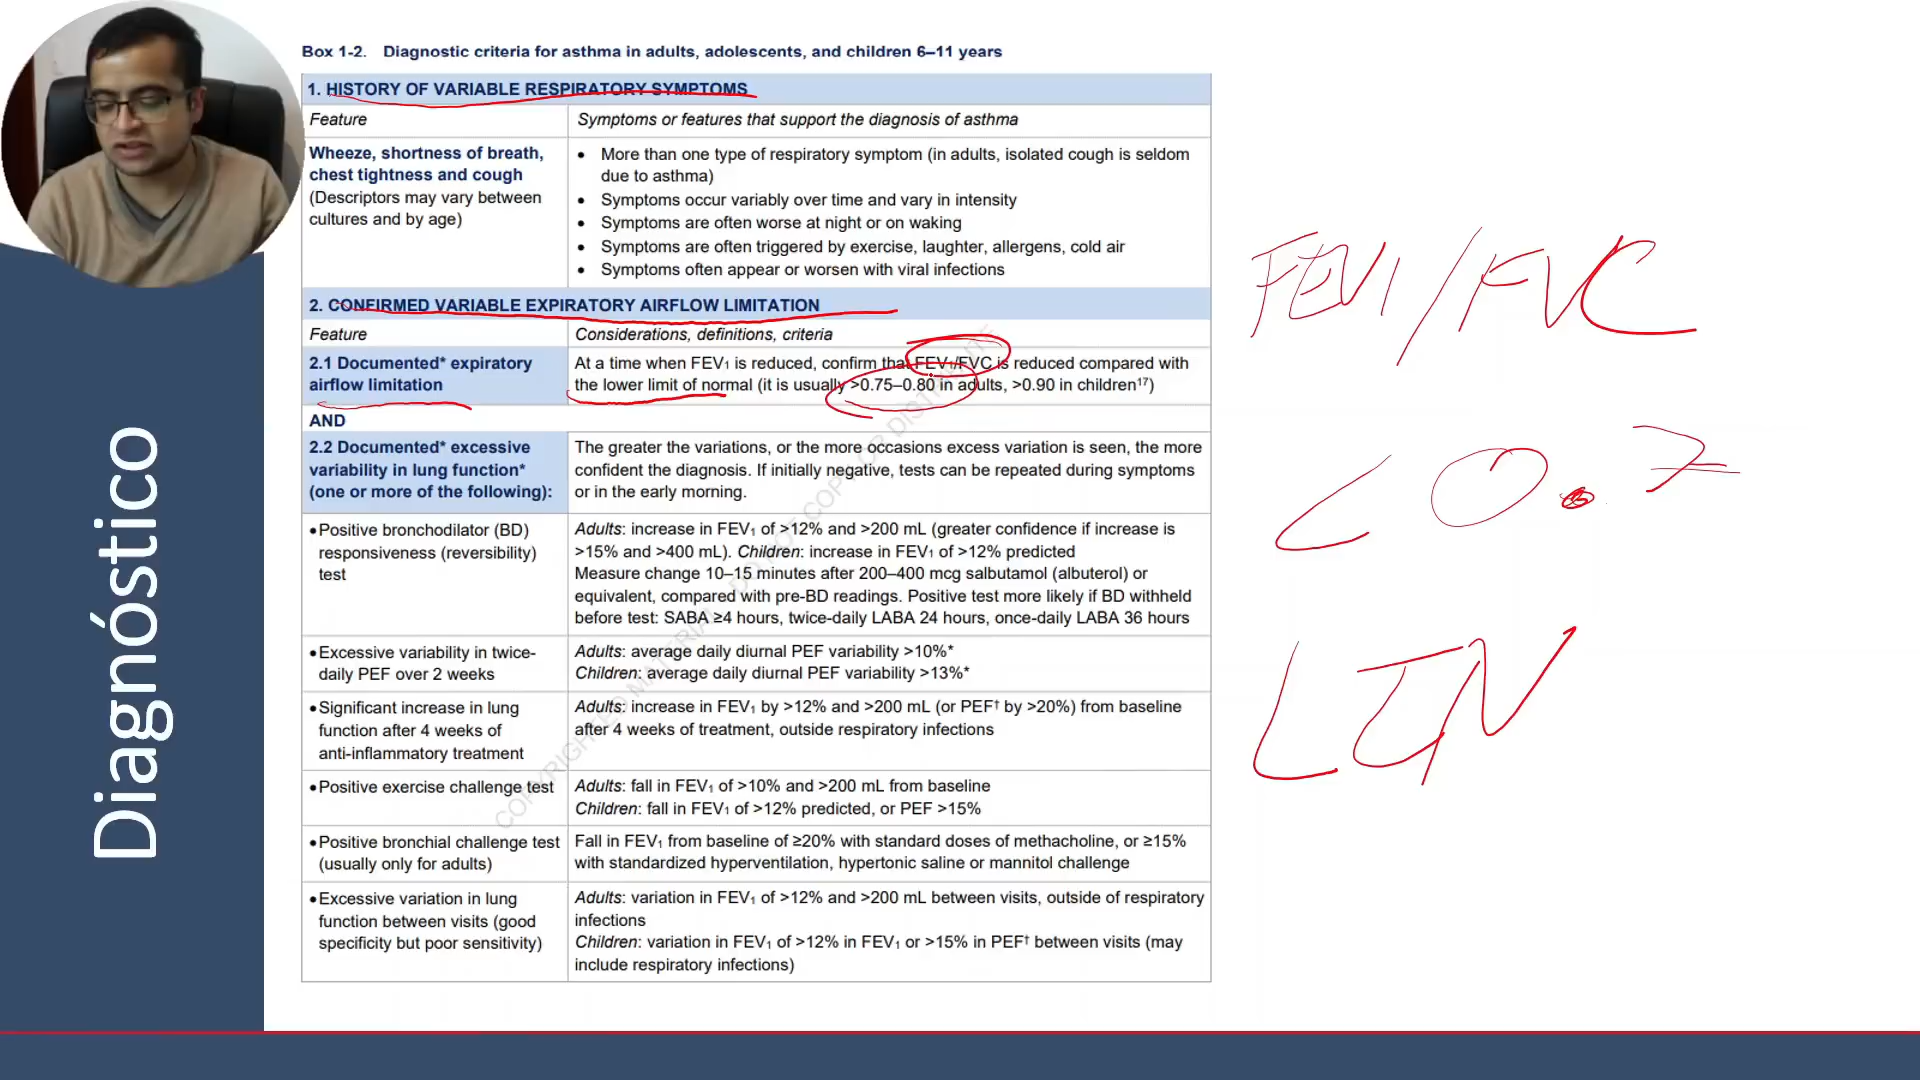 Diagnóstico
Box 1-2. Diagnostic criteria for asthma in adults, adolescents, and children 6–11 years
1. HISTORY OF VARIABLE RESPIRATORY SYMPTOMS
Feature
Symptoms or features that support the diagnosis of asthma
Wheeze, shortness of breath,
chest tightness and cough
(Descriptors may vary between
cultures and by age)
• More than one type of respiratory symptom (in adults, isolated cough is seldom
due to asthma)
• Symptoms occur variably over time and vary in intensity
• Symptoms are often worse at night or on waking
• Symptoms are often triggered by exercise, laughter, allergens, cold air
• Symptoms often appear or worsen with viral infections
2. CONFIRMED VARIABLE EXPIRATORY AIRFLOW LIMITATION
Feature
Considerations, definitions, criteria
2.1 Documented* expiratory
airflow limitation
At a time when FEV₁ is reduced, confirm that FEV₁/FVC is reduced compared with
the lower limit of normal (it is usually >0.75–0.80 in adults, >0.90 in children¹⁷)
AND
2.2 Documented* excessive
variability in lung function*
(one or more of the following):
The greater the variations, or the more occasions excess variation is seen, the more
confident the diagnosis. If initially negative, tests can be repeated during symptoms
or in the early morning.
• Positive bronchodilator (BD)
responsiveness (reversibility)
test
Adults: increase in FEV₁ of >12% and >200 mL (greater confidence if increase is
>15% and >400 mL). Children: increase in FEV₁ of >12% predicted
Measure change 10–15 minutes after 200–400 mcg salbutamol (albuterol) or
equivalent, compared with pre-BD readings. Positive test more likely if BD withheld
before test: SABA ≥4 hours, twice-daily LABA 24 hours, once-daily LABA 36 hours
• Excessive variability in twice-
daily PEF over 2 weeks
Adults: average daily diurnal PEF variability >10%*
Children: average daily diurnal PEF variability >13%*
• Significant increase in lung
function after 4 weeks of
anti-inflammatory treatment
Adults: increase in FEV₁ by >12% and >200 mL (or PEF† by >20%) from baseline
after 4 weeks of treatment, outside respiratory infections
• Positive exercise challenge test
Adults: fall in FEV₁ of >10% and >200 mL from baseline
Children: fall in FEV₁ of >12% predicted, or PEF >15%
• Positive bronchial challenge test
(usually only for adults)
Fall in FEV₁ from baseline of ≥20% with standard doses of methacholine, or ≥15%
with standardized hyperventilation, hypertonic saline or mannitol challenge
• Excessive variation in lung
function between visits (good
specificity but poor sensitivity)
Adults: variation in FEV₁ of >12% and >200 mL between visits, outside of respiratory
infections
Children: variation in FEV₁ of >12% in FEV₁ or >15% in PEF† between visits (may
include respiratory infections)
COPYRIGHTED MATERIAL - DO NOT COPY OR DISTRIBUTE
FEV1/FVC
<0.7
LIN